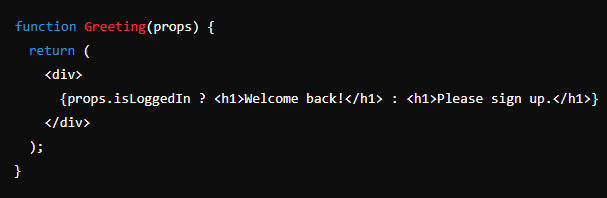 function Greeting(props) {
  return (
    <div>
      {props.isLoggedIn ? <h1>Welcome back!</h1> : <h1>Please sign up.</h1>}
    </div>
  );
}